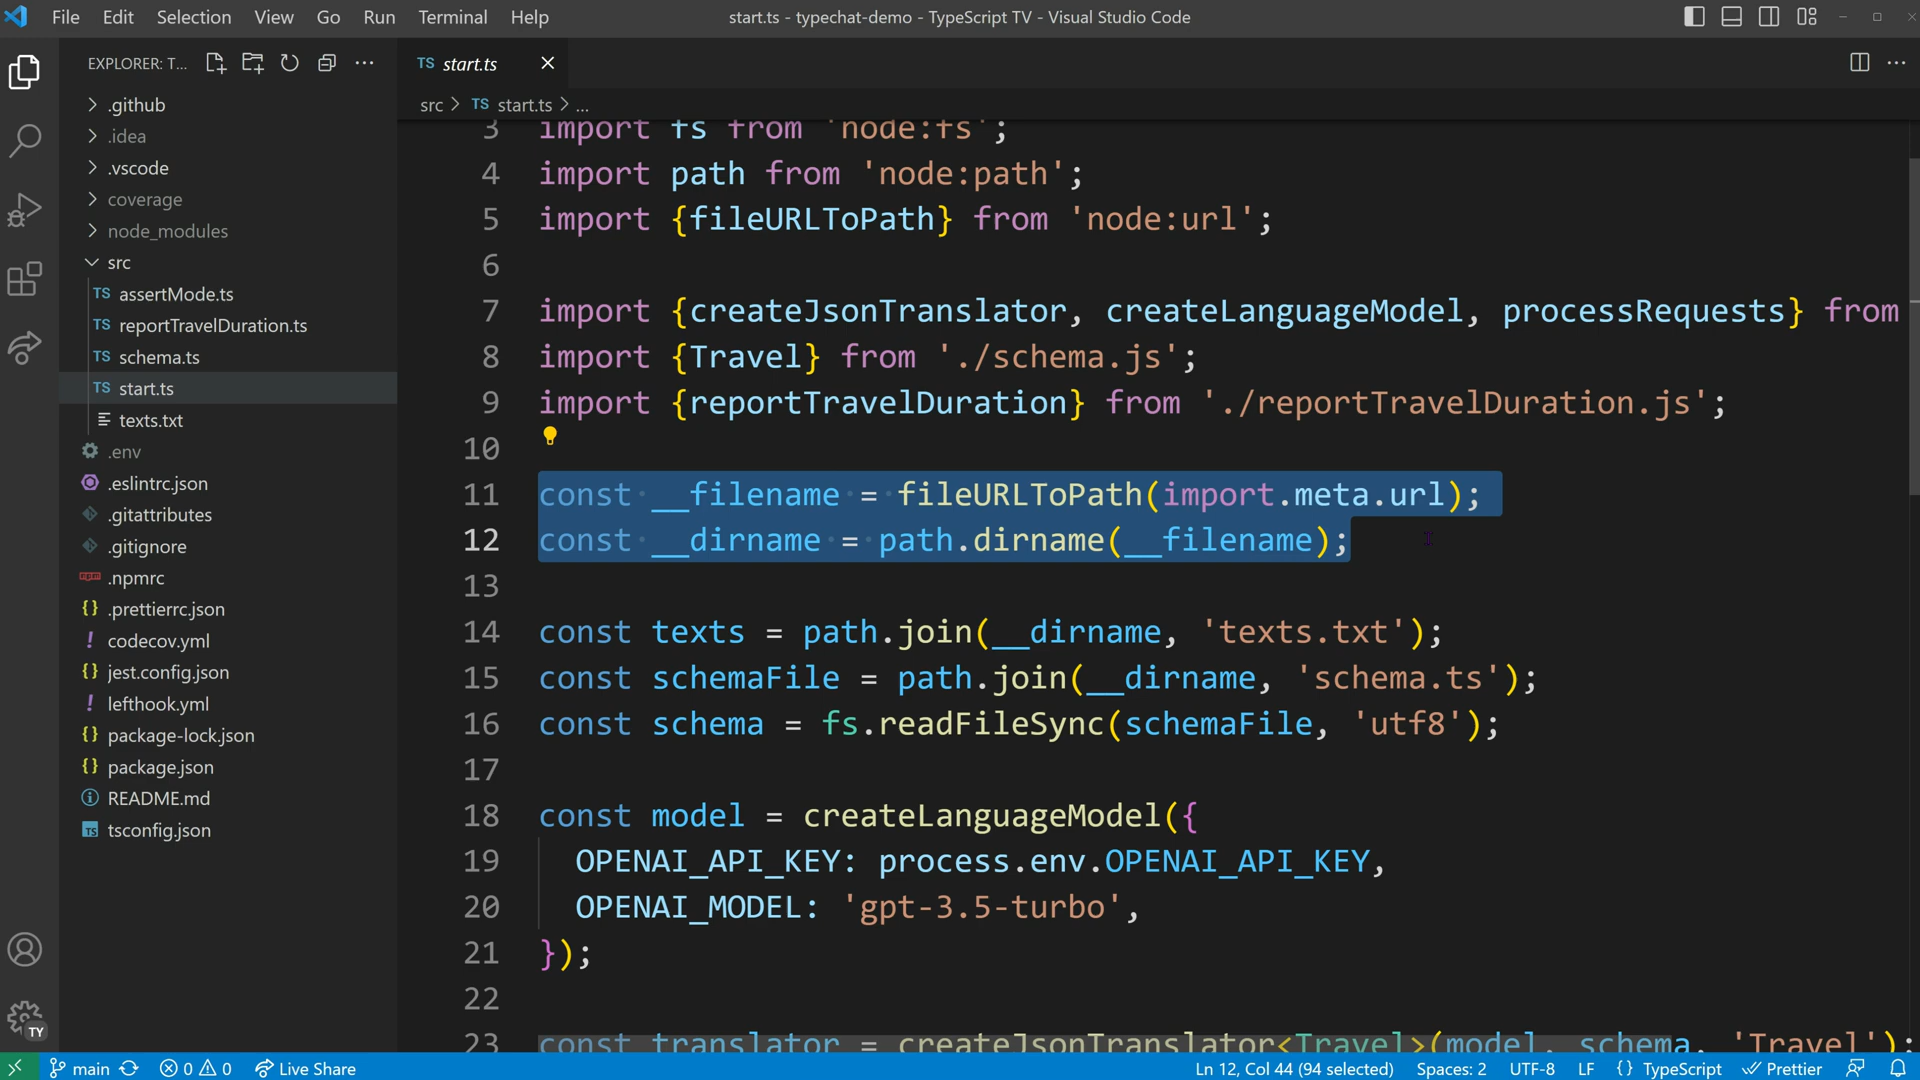 File Edit Selection View Go Run Terminal Help
start.ts - typechat-demo - TypeScript TV - Visual Studio Code
EXPLORER: T...
.github
.idea
.vscode
coverage
node_modules
src
TS assertMode.ts
TS reportTravelDuration.ts
TS schema.ts
TS start.ts
texts.txt
.env
.eslintrc.json
.gitattributes
.gitignore
.npmrc
{} .prettierrc.json
! codecov.yml
{} jest.config.json
! lefthook.yml
{} package-lock.json
{} package.json
README.md
TS tsconfig.json
TY
TS start.ts
src > TS start.ts > ...
3 import fs from 'node:fs';
4 import path from 'node:path';
5 import {fileURLToPath} from 'node:url';
6
7 import {createJsonTranslator, createLanguageModel, processRequests} from
8 import {Travel} from './schema.js';
9 import {reportTravelDuration} from './reportTravelDuration.js';
10
11 const __filename = fileURLToPath(import.meta.url);
12 const __dirname = path.dirname(__filename);
13
14 const texts = path.join(__dirname, 'texts.txt');
15 const schemaFile = path.join(__dirname, 'schema.ts');
16 const schema = fs.readFileSync(schemaFile, 'utf8');
17
18 const model = createLanguageModel({
19 OPENAI_API_KEY: process.env.OPENAI_API_KEY,
20 OPENAI_MODEL: 'gpt-3.5-turbo',
21 });
22
23 const translator = createJsonTranslator<Travel>(model, schema, 'Travel');
main 0 0 Live Share
Ln 12, Col 44 (94 selected) Spaces: 2 UTF-8 LF {} TypeScript Prettier